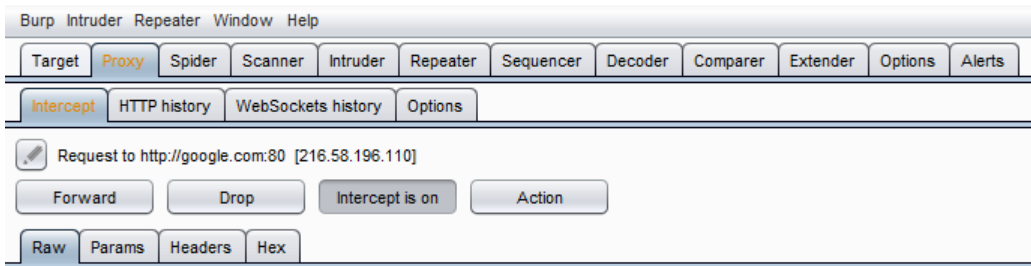 Burp Intruder Repeater Window Help
Target Proxy Spider Scanner Intruder Repeater Sequencer Decoder Comparer Extender Options Alerts
Intercept HTTP history WebSockets history Options
Request to http://google.com:80 [216.58.196.110]
Forward Drop Intercept is on Action
Raw Params Headers Hex